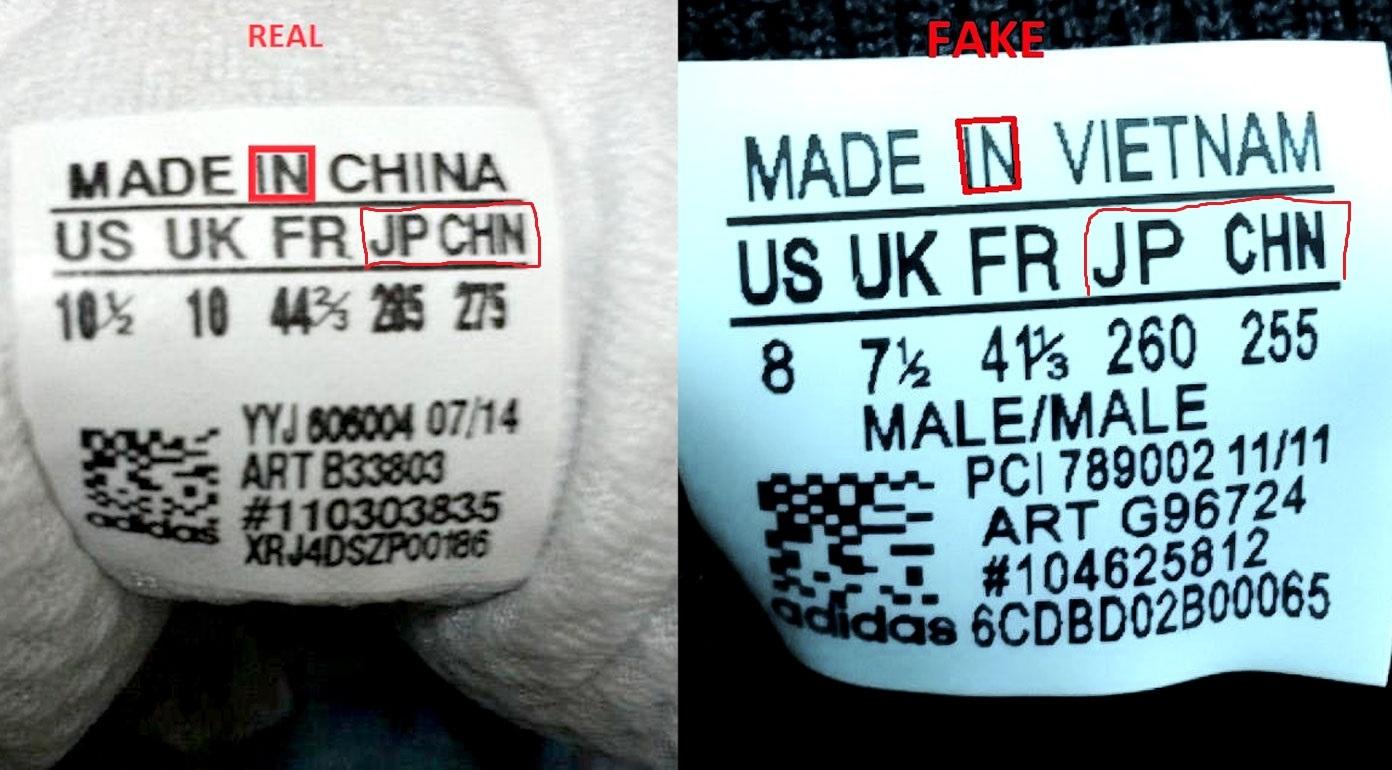 REAL
MADE IN CHINA
US UK FR JP CHN
10½ 10 44⅔ 285 275
YYJ 606004 07/14
ART B33803
#110303835
XRJ4DSZP00186
adidas
FAKE
MADE IN VIETNAM
US UK FR JP CHN
8 7½ 41⅓ 260 255
MALE/MALE
PCI 789002 11/11
ART G96724
#104625812
6CDBD02B00065
adidas